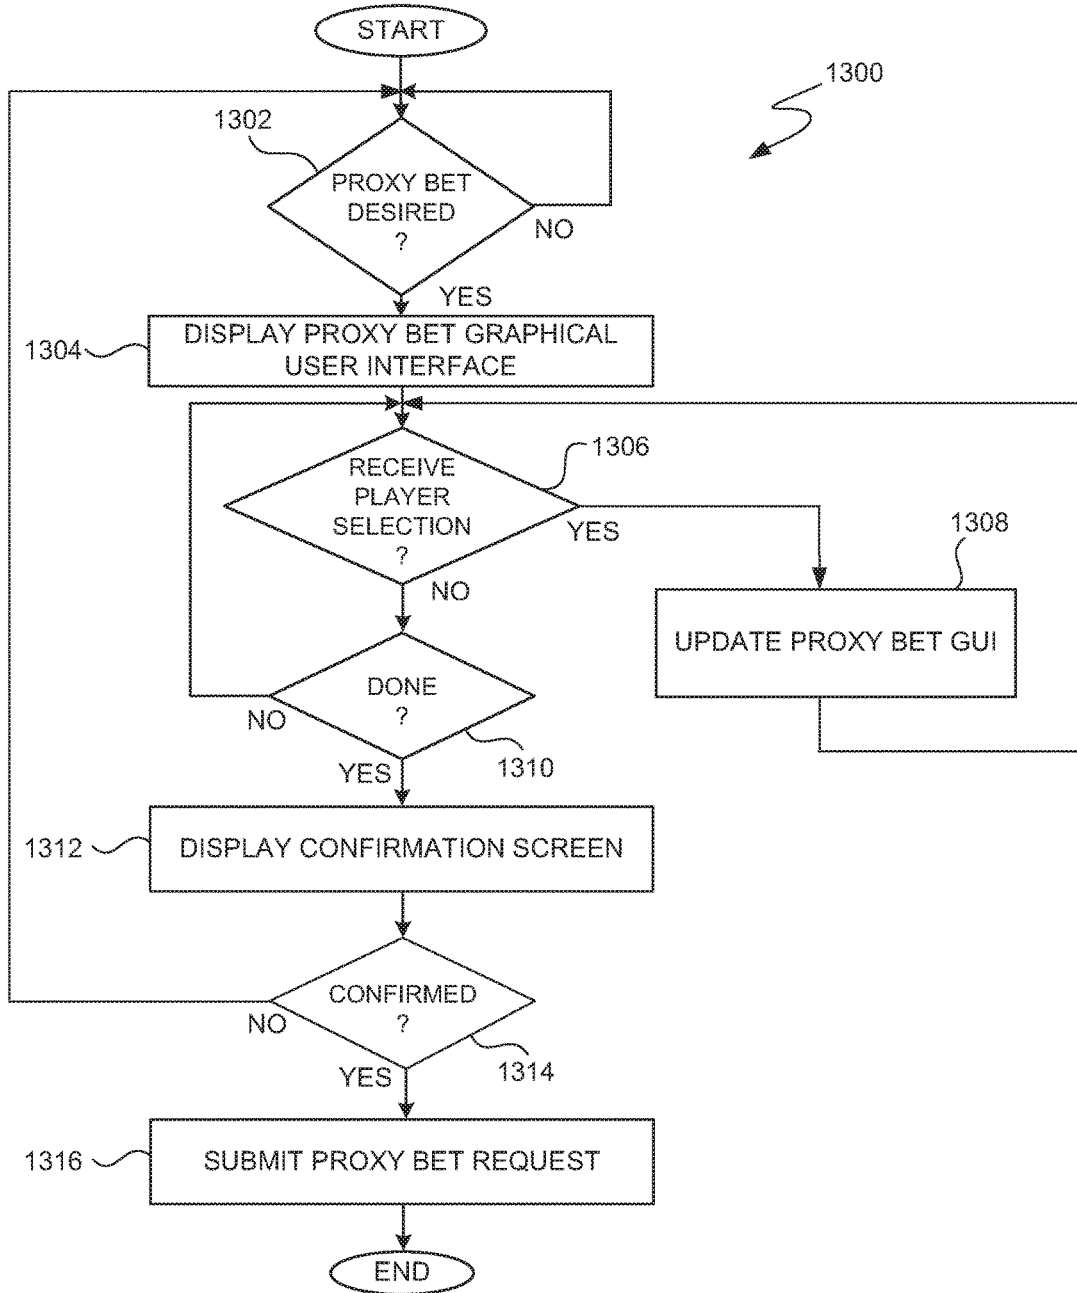 START
1300
1302
PROXY BET
DESIRED
?
NO
YES
1304
DISPLAY PROXY BET GRAPHICAL
USER INTERFACE
1306
RECEIVE
PLAYER
SELECTION
?
YES
NO
1308
UPDATE PROXY BET GUI
DONE
?
NO
YES
1310
1312
DISPLAY CONFIRMATION SCREEN
CONFIRMED
?
NO
YES
1314
1316
SUBMIT PROXY BET REQUEST
END